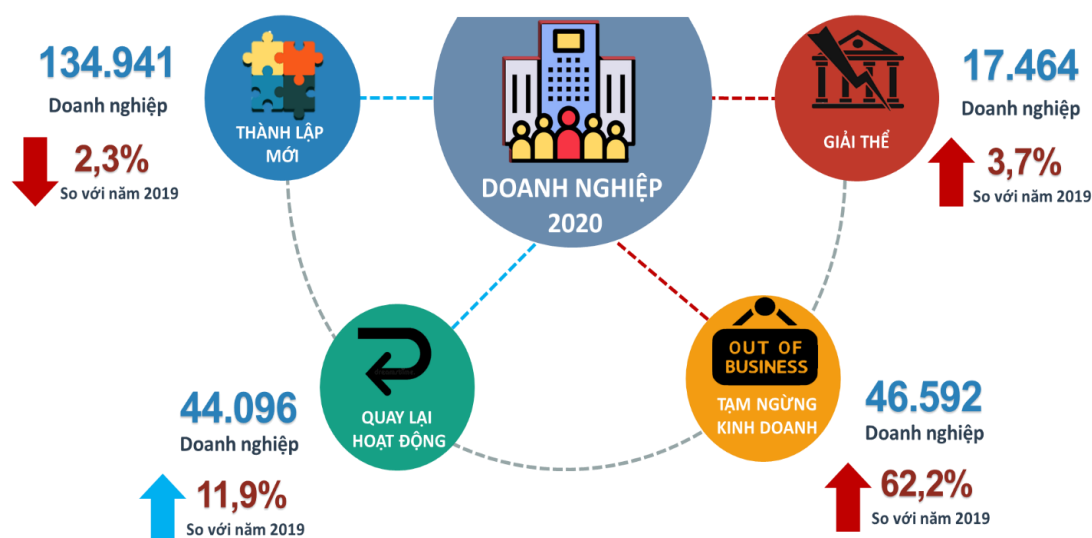 134.941
Doanh nghiệp
2,3%
So với năm 2019
THÀNH LẬP
MỚI
DOANH NGHIỆP
2020
GIẢI THỂ
17.464
Doanh nghiệp
3,7%
So với năm 2019
44.096
Doanh nghiệp
11,9%
So với năm 2019
QUAY LẠI
HOẠT ĐỘNG
OUT OF
BUSINESS
TẠM NGỪNG
KINH DOANH
46.592
Doanh nghiệp
62,2%
So với năm 2019